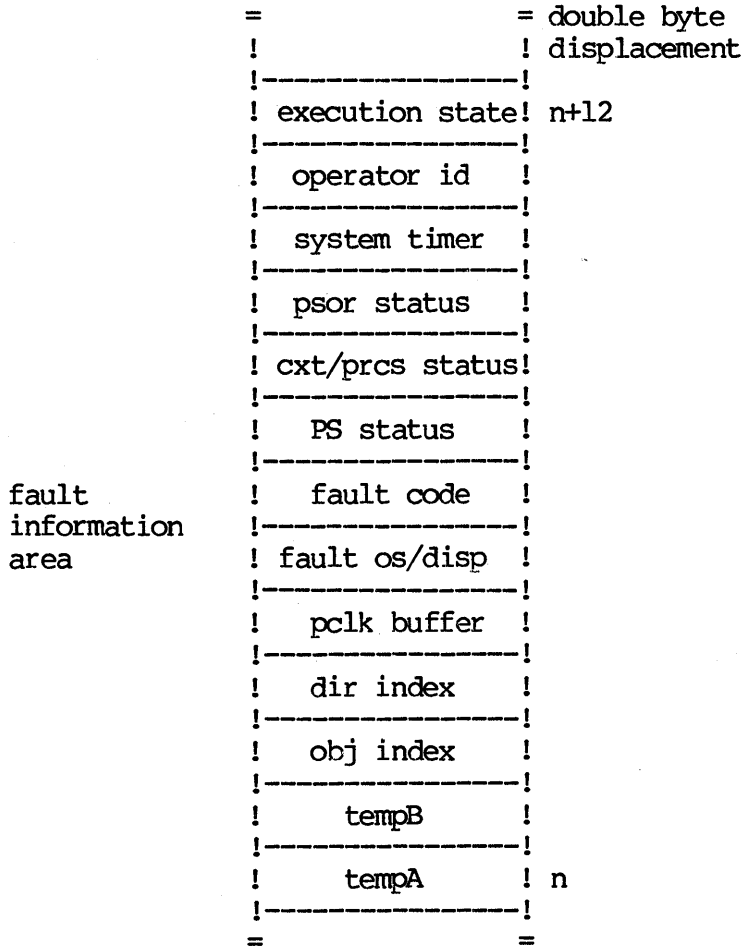 =                = double byte
!                ! displacement
!----------------!
! execution state! n+12
!----------------!
!  operator id   !
!----------------!
!  system timer  !
!----------------!
!  psor status   !
!----------------!
! cxt/prcs status!
!----------------!
!   PS status    !
!----------------!
fault            !   fault code   !
information      !----------------!
area             ! fault os/disp  !
!----------------!
!   pclk buffer  !
!----------------!
!   dir index    !
!----------------!
!   obj index    !
!----------------!
!     tempB      !
!----------------!
!     tempA      ! n
!----------------!
=                =